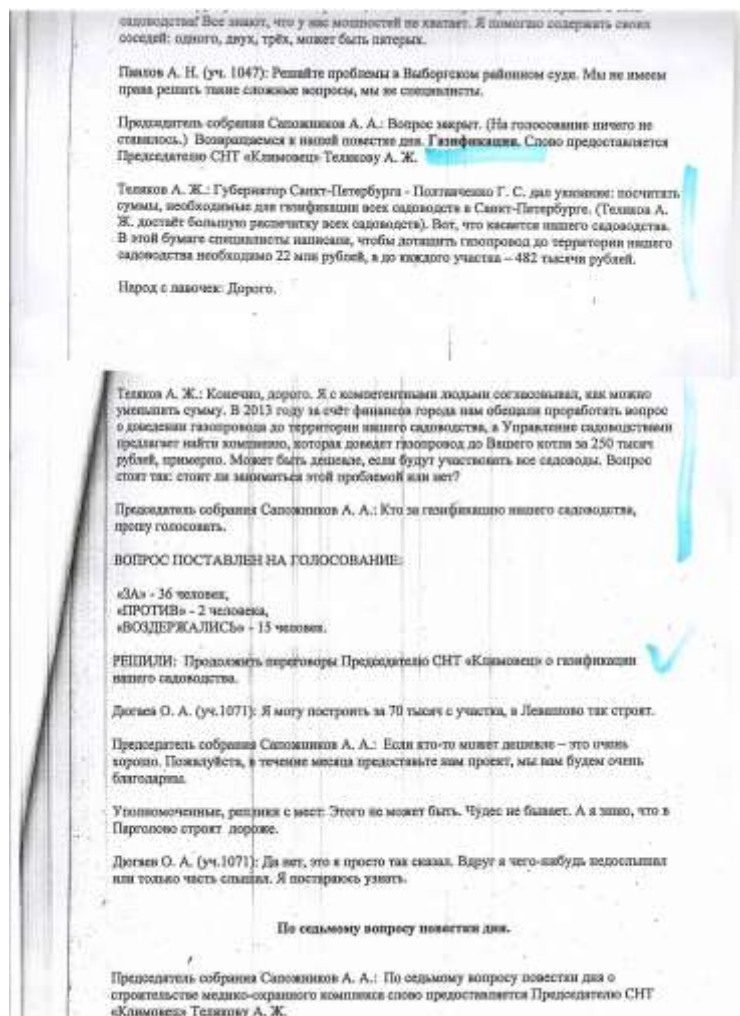 садоводства! Все знают, что у нас мощностей не хватает. Я помогаю содержать своих
соседей: одного, двух, трёх, может быть пятерых.
Павлов А. Н. (уч. 1047): Решайте проблемы в Выборгском районном суде. Мы не имеем
права решать такие сложные вопросы, мы не специалисты.
Председатель собрания Сапожников А. А.: Вопрос закрыт. (На голосование ничего не
ставилось.) Возвращаемся к нашей повестке дня. Газификация. Слово предоставляется
Председателю СНТ «Климовец» Телякову А. Ж.
Теляков А. Ж.: Губернатор Санкт-Петербурга - Полтавченко Г. С. дал указание: посчитать
суммы, необходимые для газификации всех садоводств в Санкт-Петербурге. (Теляков А.
Ж. достаёт большую распечатку всех садоводств). Вот, что касается нашего садоводства.
В этой бумаге специалисты написали, чтобы дотащить газопровод до территории нашего
садоводства необходимо 22 млн рублей, а до каждого участка – 482 тысячи рублей.
Народ с лавочек: Дорого.
Теляков А. Ж.: Конечно, дорого. Я с компетентными людьми согласовывал, как можно
уменьшить сумму. В 2013 году за счёт финансов города нам обещали проработать вопрос
о доведении газопровода до территории нашего садоводства, а Управление садоводствами
предлагает найти компанию, которая доведет газопровод до Вашего котла за 250 тысяч
рублей, примерно. Может быть дешевле, если будут участвовать все садоводы. Вопрос
стоит так: стоит ли заниматься этой проблемой или нет?
Председатель собрания Сапожников А. А.: Кто за газификацию нашего садоводства,
прошу голосовать.
ВОПРОС ПОСТАВЛЕН НА ГОЛОСОВАНИЕ:
«ЗА» - 36 человек,
«ПРОТИВ» - 2 человека,
«ВОЗДЕРЖАЛИСЬ» - 15 человек.
РЕШИЛИ: Продолжить переговоры Председателю СНТ «Климовец» о газификации
нашего садоводства.
Дюгаев О. А. (уч.1071): Я могу построить за 70 тысяч с участка, в Левашово так строят.
Председатель собрания Сапожников А. А.: Если кто-то может дешевле – это очень
хорошо. Пожалуйста, в течение месяца предоставьте нам проект, мы вам будем очень
благодарны.
Уполномоченные, реплики с мест: Этого не может быть. Чудес не бывает. А я знаю, что в
Парголово строят дороже.
Дюгаев О. А. (уч.1071): Да нет, это я просто так сказал. Вдруг я чего-нибудь недослышал
или только часть слышал. Я постараюсь узнать.
По седьмому вопросу повестки дня.
Председатель собрания Сапожников А. А.: По седьмому вопросу повестки дня о
строительстве медико-охранного комплекса слово предоставляется Председателю СНТ
«Климовец» Телякову А. Ж.